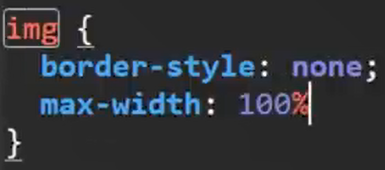 img {
border-style: none;
max-width: 100%
}